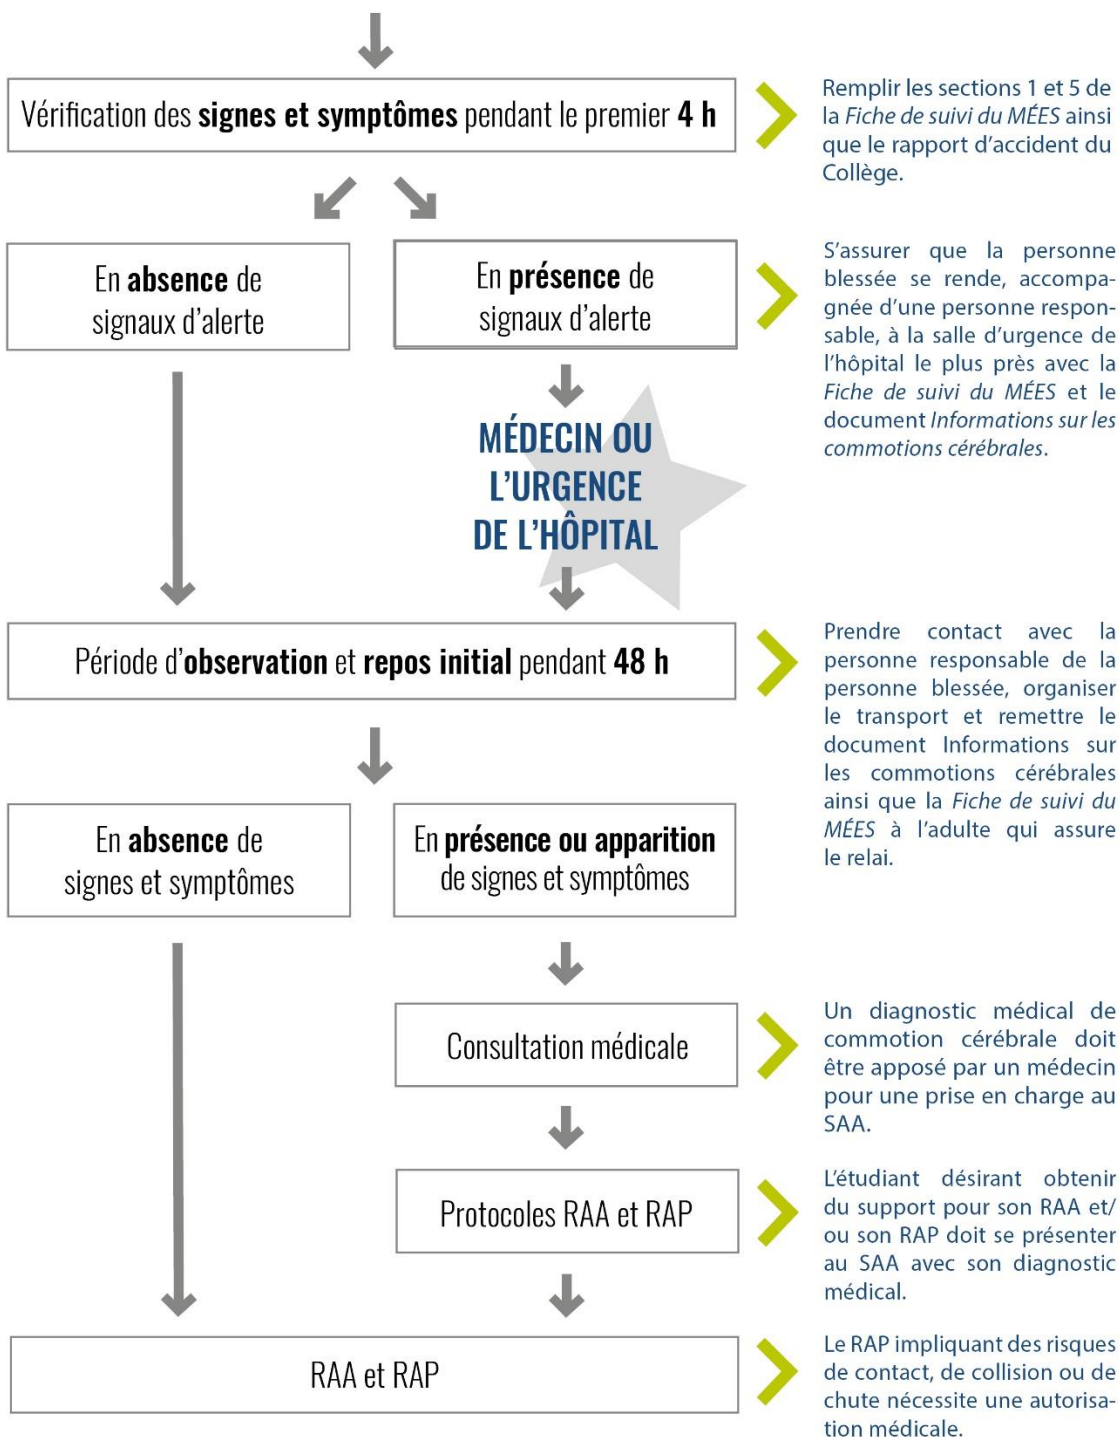 Vérification des signes et symptômes pendant le premier 4 h
Remplir les sections 1 et 5 de
la Fiche de suivi du MÉES ainsi
que le rapport d'accident du
Collège.
En absence de
signaux d'alerte
En présence de
signaux d'alerte
S'assurer que la personne
blessée se rende, accompa-
gnée d'une personne respon-
sable, à la salle d'urgence de
l'hôpital le plus près avec la
Fiche de suivi du MÉES et le
document Informations sur les
commotions cérébrales.
MÉDECIN OU
L'URGENCE
DE L'HÔPITAL
Période d'observation et repos initial pendant 48 h
Prendre contact avec la
personne responsable de la
personne blessée, organiser
le transport et remettre le
document Informations sur
les commotions cérébrales
ainsi que la Fiche de suivi du
MÉES à l'adulte qui assure
le relai.
En absence de
signes et symptômes
En présence ou apparition
de signes et symptômes
Consultation médicale
Un diagnostic médical de
commotion cérébrale doit
être apposé par un médecin
pour une prise en charge au
SAA.
Protocoles RAA et RAP
L'étudiant désirant obtenir
du support pour son RAA et/
ou son RAP doit se présenter
au SAA avec son diagnostic
médical.
RAA et RAP
Le RAP impliquant des risques
de contact, de collision ou de
chute nécessite une autorisa-
tion médicale.